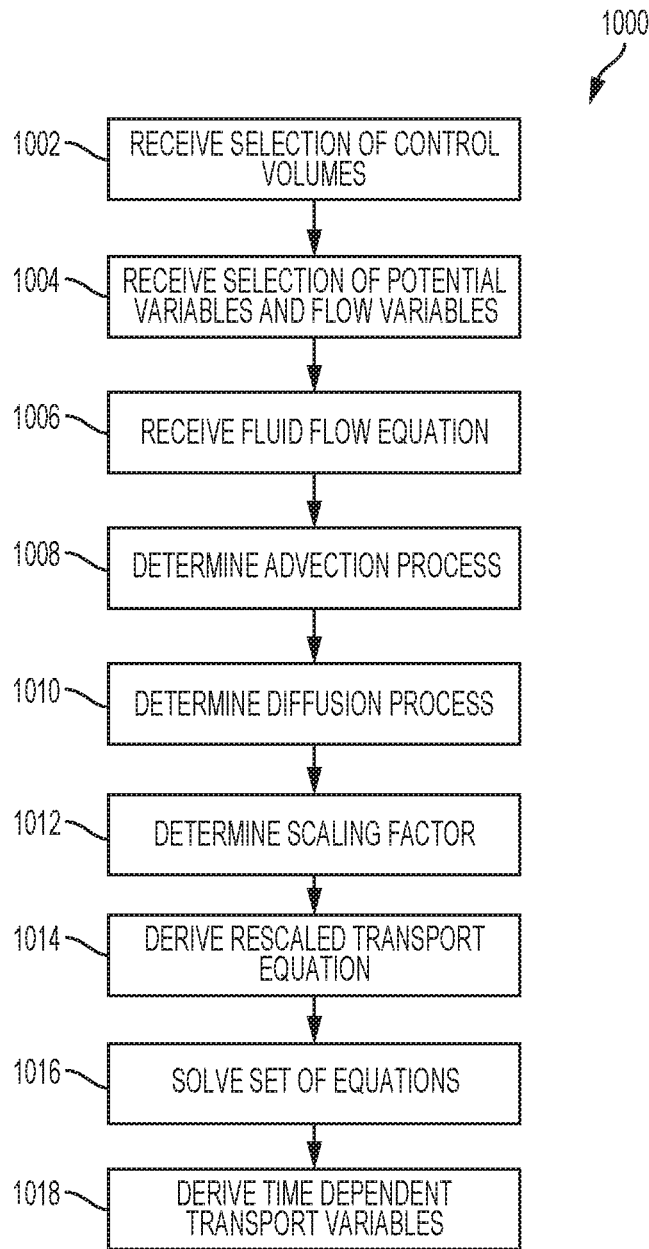 1000
1002
RECEIVE SELECTION OF CONTROL
VOLUMES
1004
RECEIVE SELECTION OF POTENTIAL
VARIABLES AND FLOW VARIABLES
1006
RECEIVE FLUID FLOW EQUATION
1008
DETERMINE ADVECTION PROCESS
1010
DETERMINE DIFFUSION PROCESS
1012
DETERMINE SCALING FACTOR
1014
DERIVE RESCALED TRANSPORT
EQUATION
1016
SOLVE SET OF EQUATIONS
1018
DERIVE TIME DEPENDENT
TRANSPORT VARIABLES